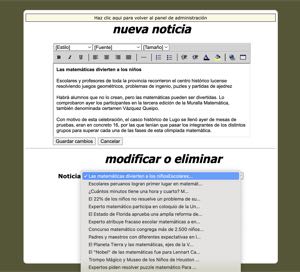 Haz clic aquí para volver al panel de administración
nueva noticia
[Estilo] [Fuente] [Tamaño]
Las matemáticas divierten a los niños
Escolares y profesores de toda la provincia recorrieron el centro histórico lucense
resolviendo juegos geométricos, problemas de ingenio, puzles y partidas de ajedrez
Habrá alumnos que no lo crean, pero las matemáticas pueden ser divertidas. Lo
comprobaron ayer los participantes en la tercera edición de la Muralla Matemática,
también denominada certamen Vázquez Queipo.
Con motivo de esta celebración, el casco histórico de Lugo se llenó ayer de mesas de
pruebas, eran en concreto 16, por las que tenían que pasar los integrantes de los distintos
grupos para superar cada una de las fases de esta olimpiada matemática.
Guardar cambios Cancelar
modificar o eliminar
Noticia Las matemáticas divierten a los niñosEscolares...
Escolares peruanos logran primer lugar en matemát...
¿Cuántos minutos tiene una hora y cuarto? M...
El 22% de los niños no resuelve un problema de su...
Experto matemático participa en coloquio de la Un...
El Estado de Florida aprueba una amplia reforma de...
Experto atribuye fracaso escolar matemáticas a en...
Concurso matemático congrega más de 2.500 niños...
Padres y maestros con diferentes expectativas en l...
El Planeta Tierra y las matemáticas, ejes de la V...
El "Nobel" de las matemáticas fue para Lennart Ca...
Trompo Mágico y Museo de los Niños de Houston...
Expertos piden resolver puzzle matemático Para ...